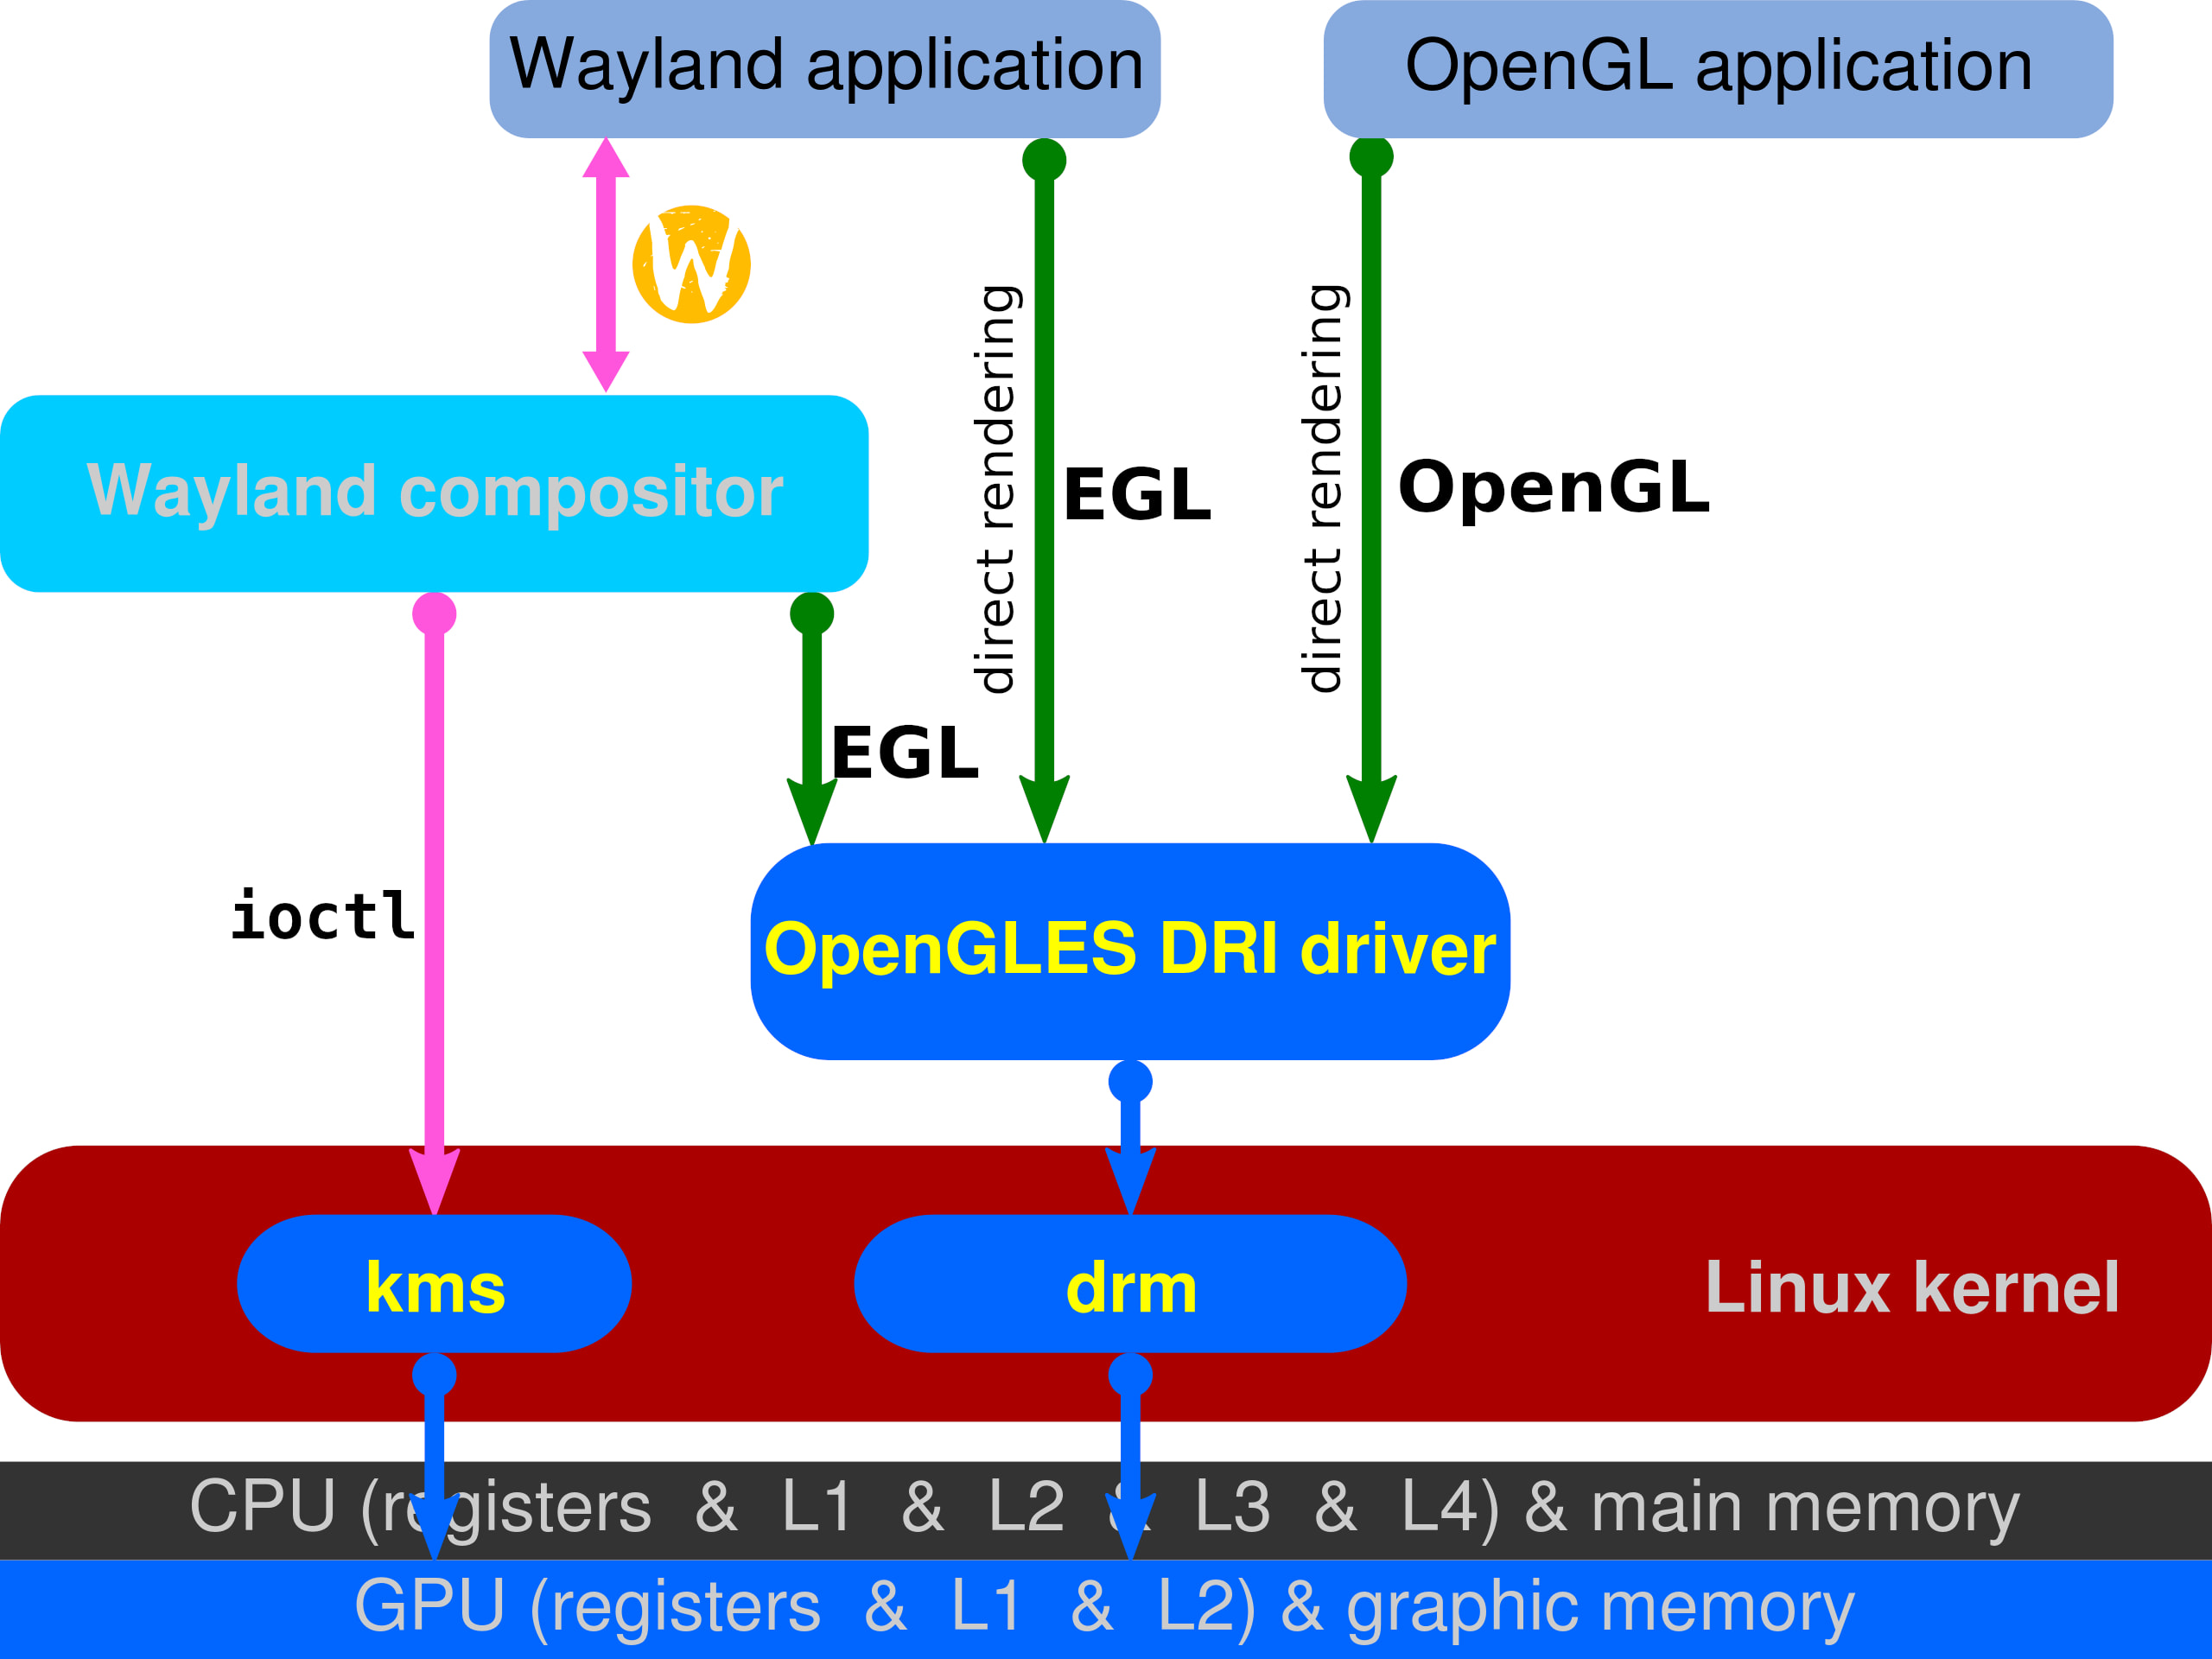 Wayland application
OpenGL application
W
direct rendering
EGL
direct rendering
OpenGL
Wayland compositor
EGL
ioctl
OpenGLES DRI driver
kms
drm
Linux kernel
CPU (registers & L1 & L2 & L3 & L4) & main memory
GPU (registers & L1 & L2) & graphic memory